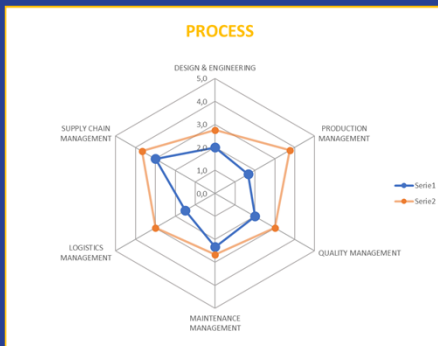 PROCESS
DESIGN & ENGINEERING
5,0
4,0
3,0
2,0
1,0
0,0
SUPPLY CHAIN
MANAGEMENT
PRODUCTION
MANAGEMENT
Serie1
Serie2
LOGISTICS
MANAGEMENT
QUALITY MANAGEMENT
MAINTENANCE
MANAGEMENT